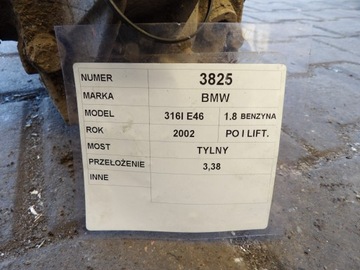 NUMER 3825
MARKA BMW
MODEL 316I E46 1.8 BENZYNA
ROK 2002 PO I LIFT.
MOST TYLNY
PRZEŁOŻENIE 3,38
INNE